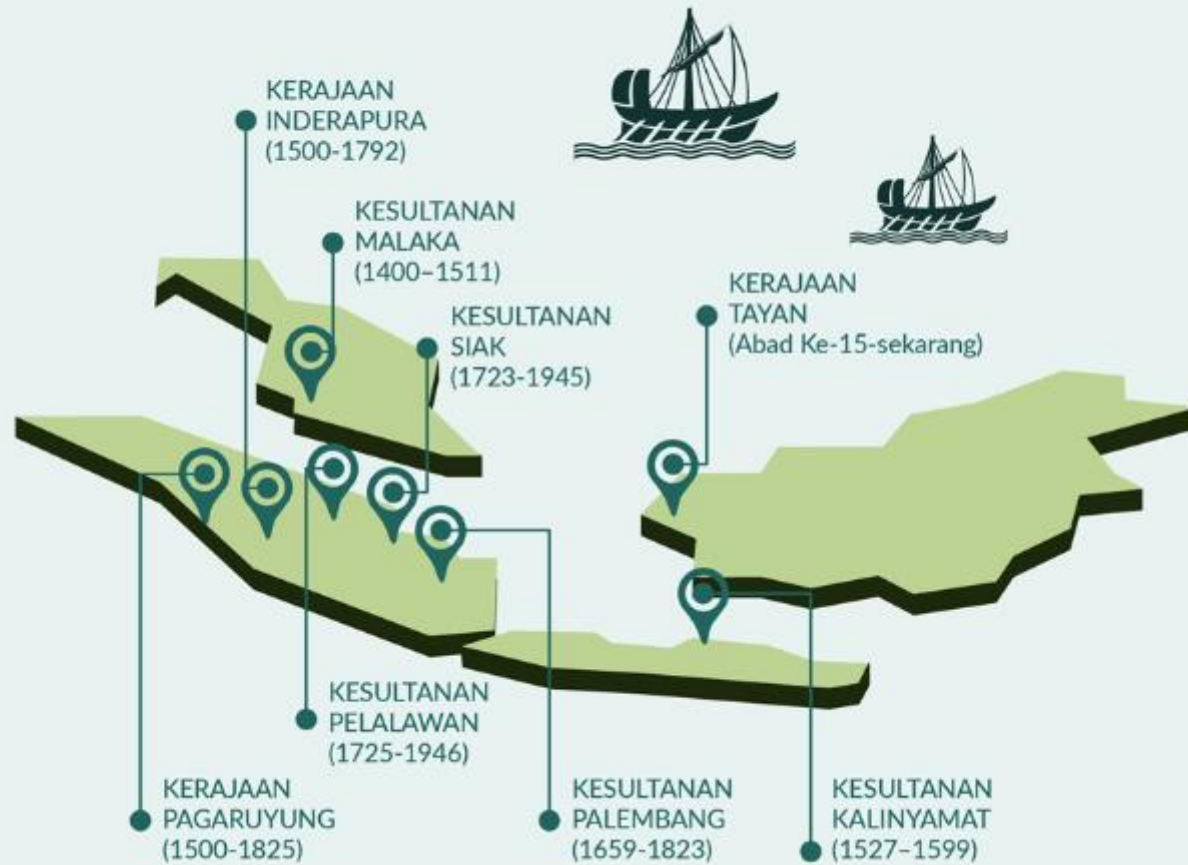 KERAJAAN
INDERAPURA
(1500-1792)
KESULTANAN
MALAKA
(1400–1511)
KESULTANAN
SIAK
(1723-1945)
KERAJAAN
TAYAN
(Abad Ke-15-sekarang)
KESULTANAN
PELALAWAN
(1725-1946)
KERAJAAN
PAGARUYUNG
(1500-1825)
KESULTANAN
PALEMBANG
(1659-1823)
KESULTANAN
KALINYAMAT
(1527–1599)